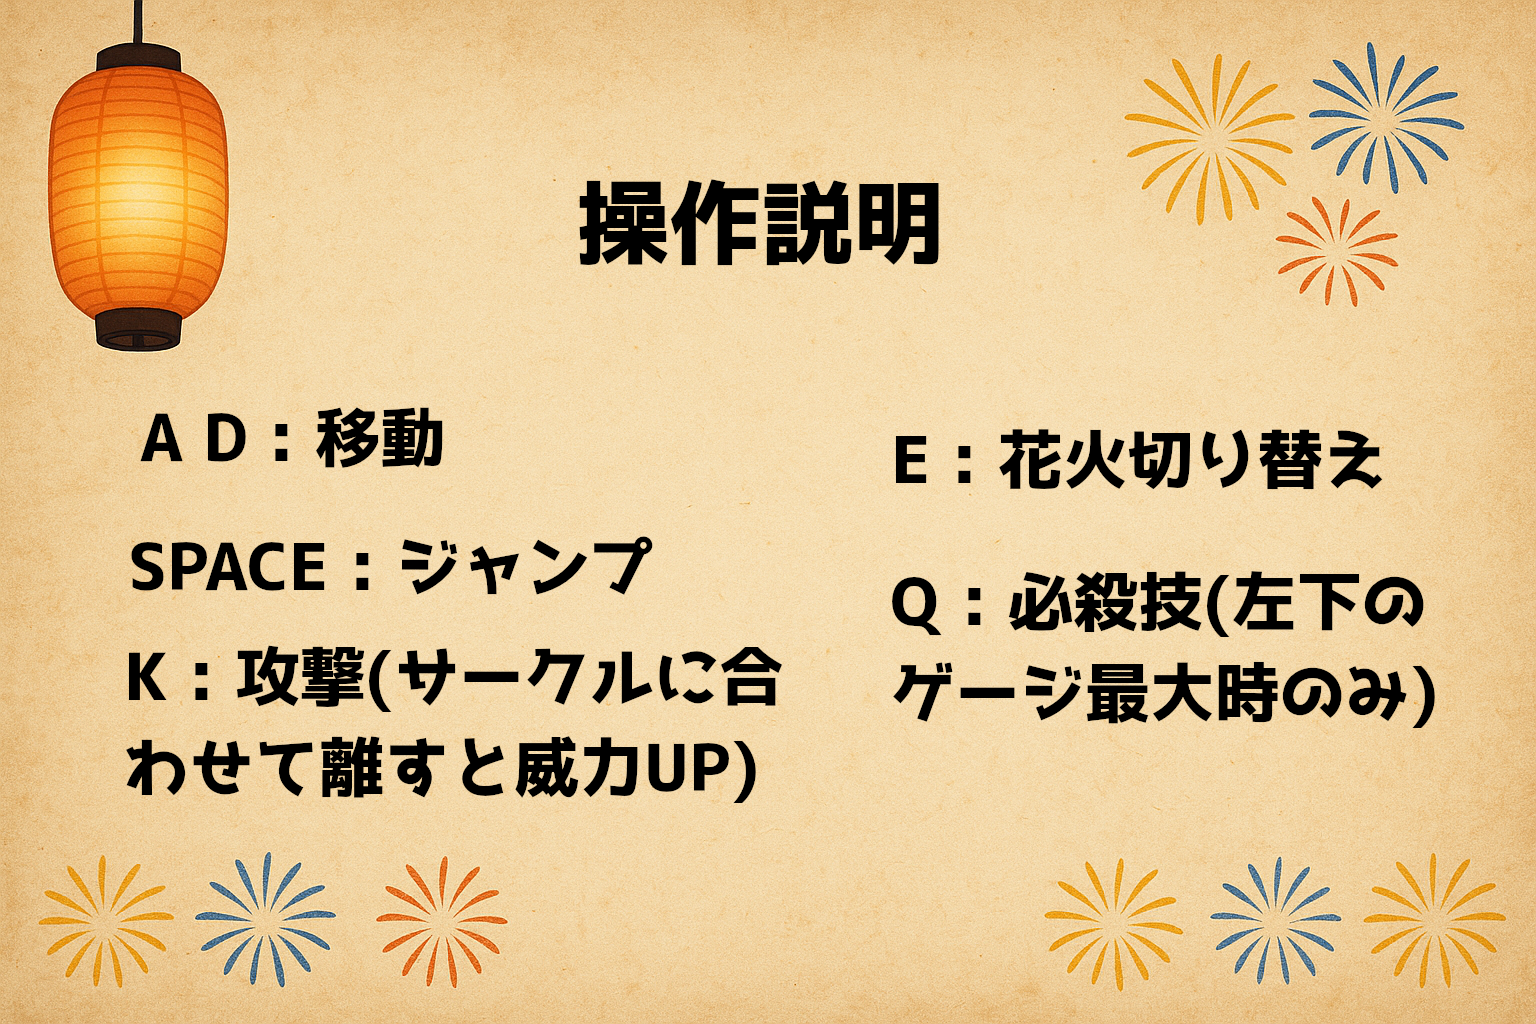 操作説明
A D：移動
SPACE：ジャンプ
K：攻撃(サークルに合
わせて離すと威力UP)
E：花火切り替え
Q：必殺技(左下の
ゲージ最大時のみ)